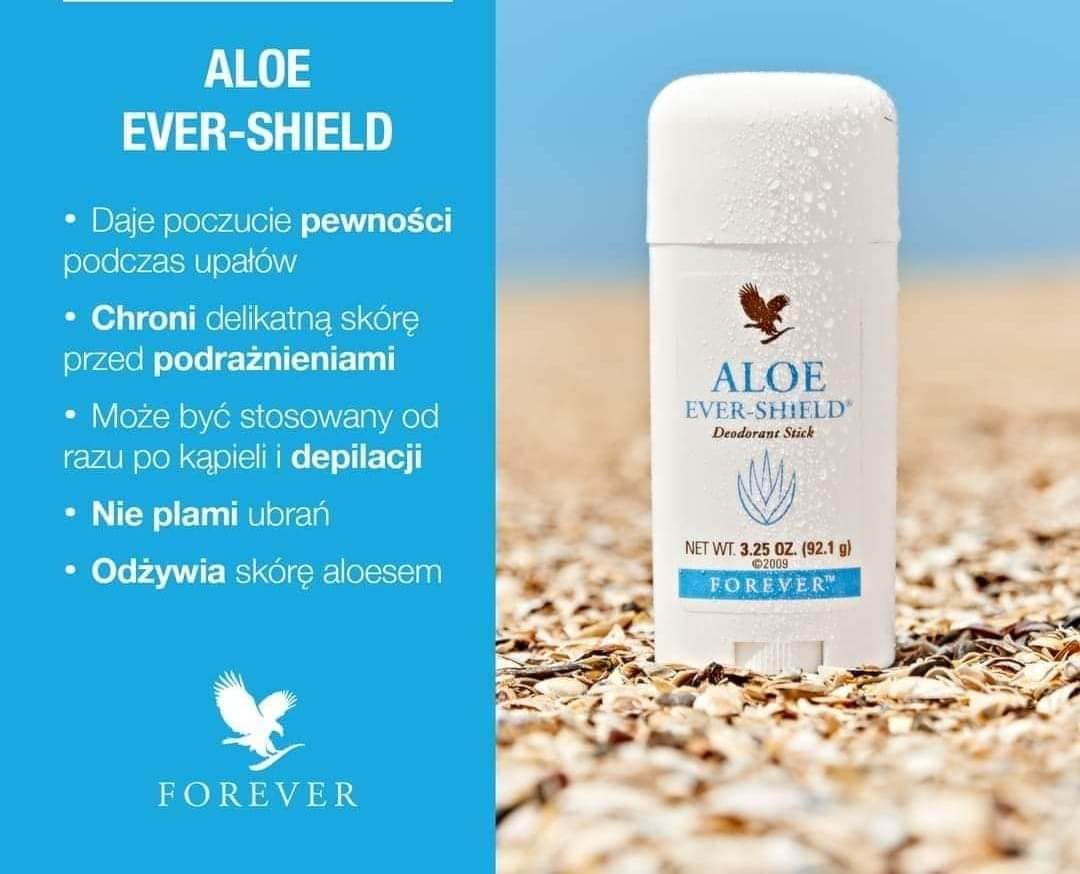 ALOE
EVER-SHIELD
• Daje poczucie pewności
podczas upałów
• Chroni delikatną skórę
przed podrażnieniami
• Może być stosowany od
razu po kąpieli i depilacji
• Nie plami ubrań
• Odżywia skórę aloesem
FOREVER
ALOE
EVER-SHIELD®
Deodorant Stick
NET WT. 3.25 OZ. (92.1 g)
©2009
FOREVER™